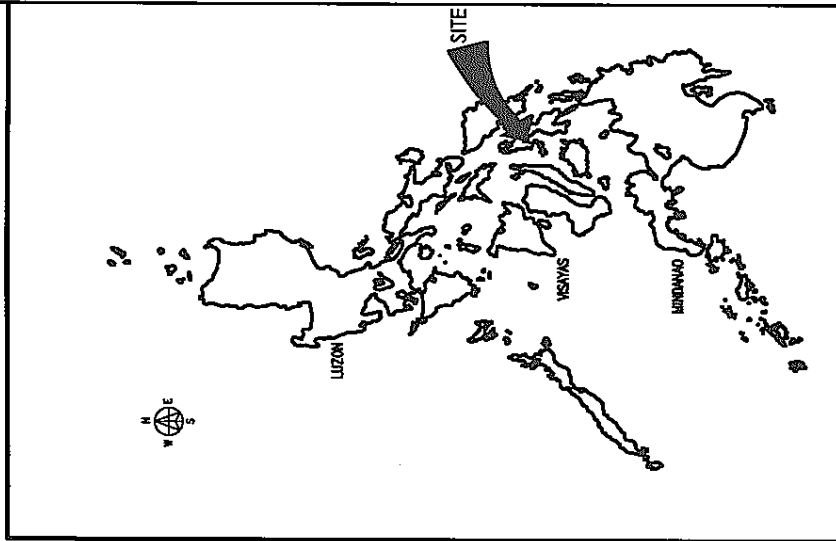 N
W E
S
LUZON
VISAYAS
MINDANAO
SITE